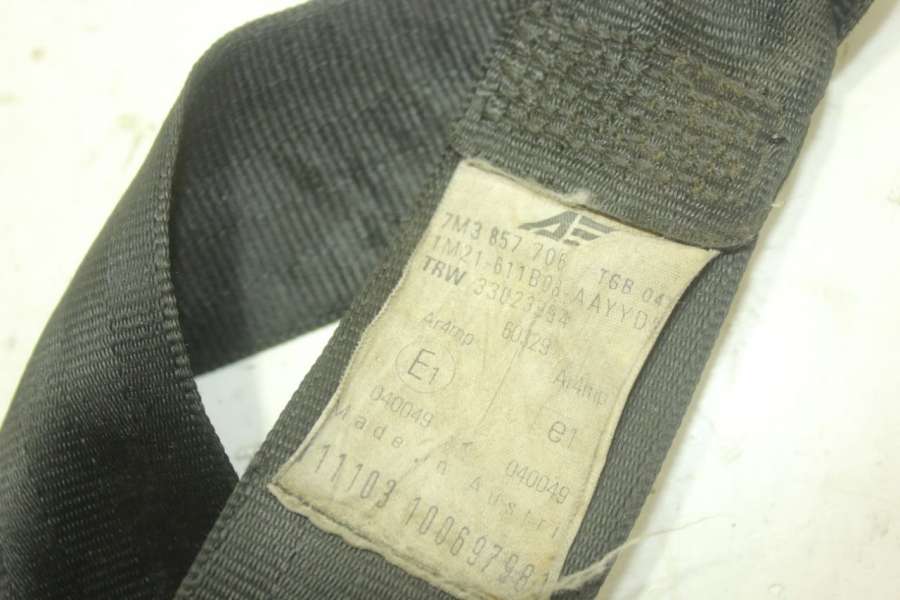 7M3 857 706 TGB 04
1M21-611B08-AAYYD
TRW 33023394
60329
Ar4mp Ar4mp
E1 e1
040049 040049
Made in Austri
11103 10069798